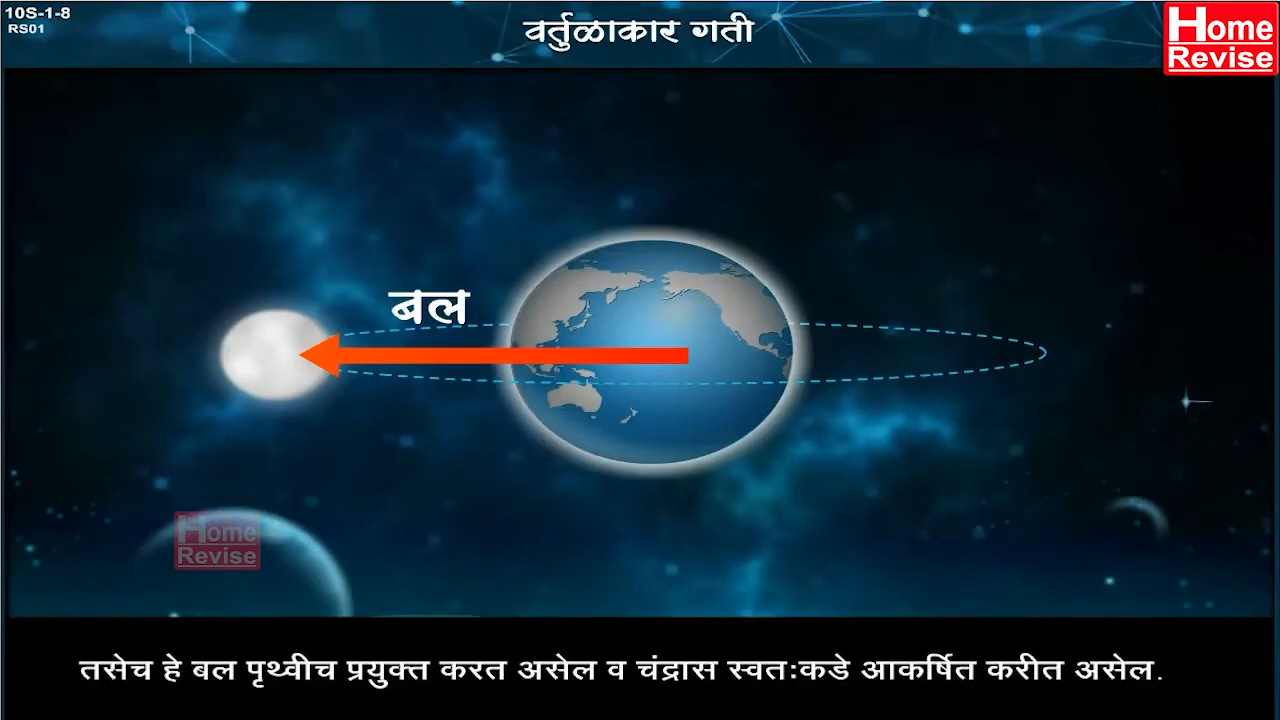 10S-1-8
RS01
वर्तुळाकार गती
Home
Revise
बल
Home
Revise
तसेच हे बल पृथ्वीच प्रयुक्त करत असेल व चंद्रास स्वतःकडे आकर्षित करीत असेल.